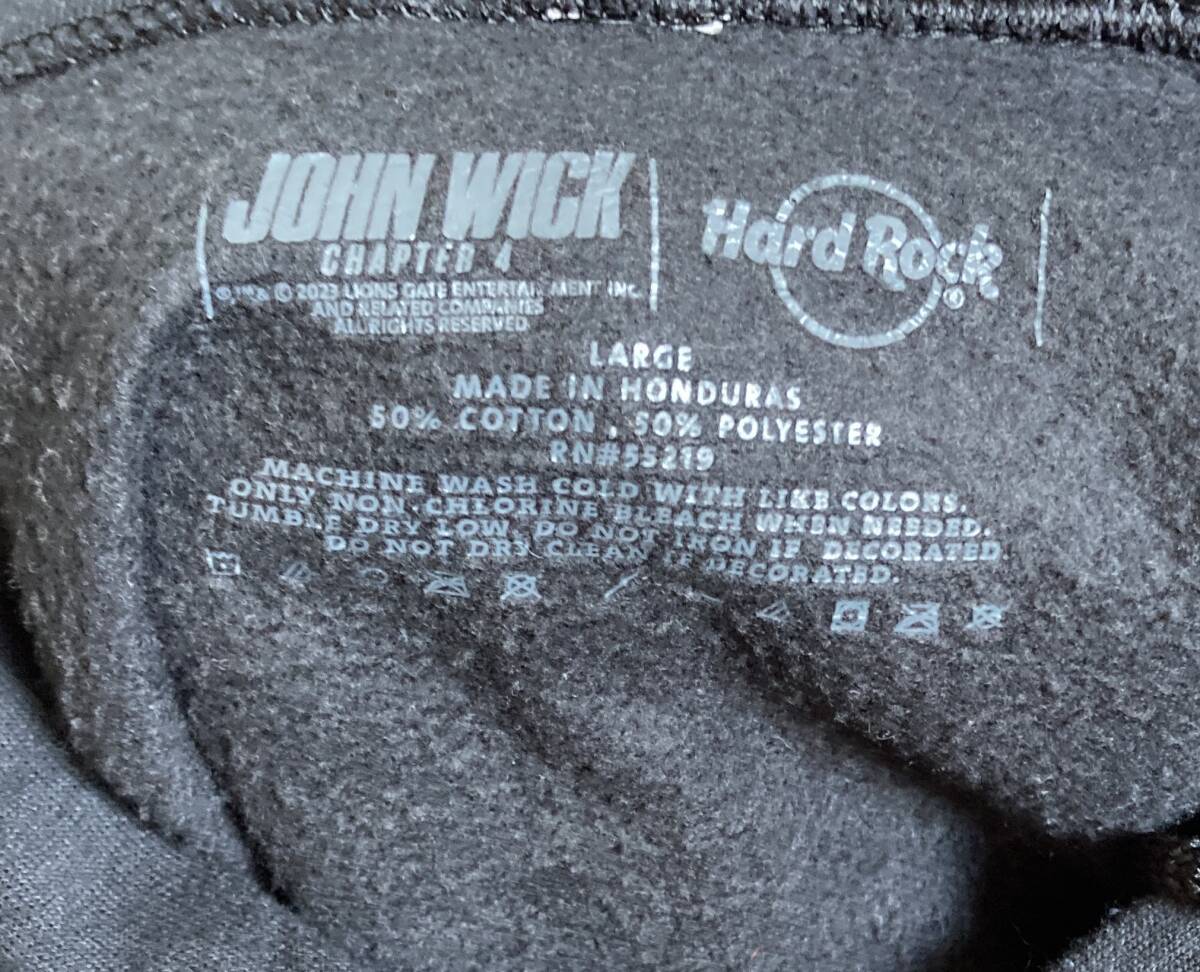 JOHN WICK
CHAPTER 4
©,™& © 2023 LIONS GATE ENTERTAINMENT INC.
AND RELATED COMPANIES
ALL RIGHTS RESERVED
Hard Rock
®
LARGE
MADE IN HONDURAS
50% COTTON , 50% POLYESTER
RN#55219
MACHINE WASH COLD WITH LIKE COLORS.
ONLY NON-CHLORINE BLEACH WHEN NEEDED.
TUMBLE DRY LOW. DO NOT IRON IF DECORATED.
DO NOT DRY CLEAN IF DECORATED.